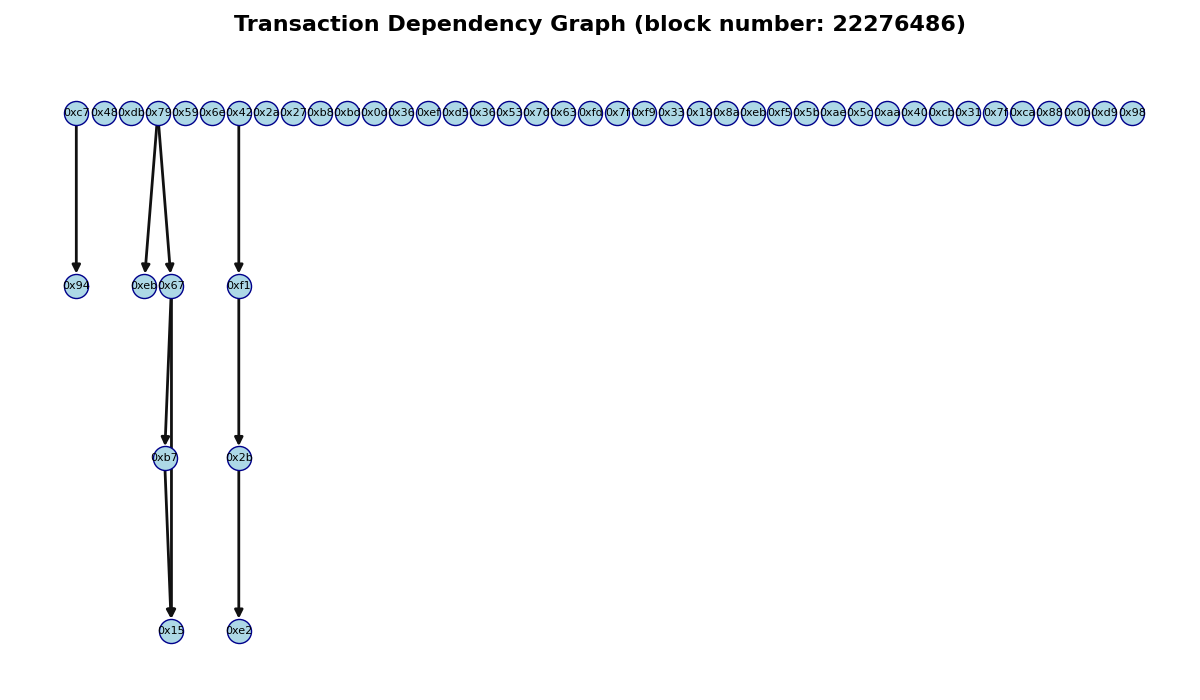 Transaction Dependency Graph (block number: 22276486)
0xc7 0x48 0xdb 0x79 0x59 0x6e 0x42 0x2a 0x27 0xb8 0xbd 0x0d 0x36 0xef 0xd5 0x36 0x53 0x7d 0x63 0xfd 0x7f 0xf9 0x33 0x18 0x8a 0xeb 0xf5 0x5b 0xae 0x5c 0xaa 0x40 0xcb 0x31 0x7f 0xca 0x88 0x0b 0xd9 0x98
0x94 0xeb 0x67 0xf1
0xb7 0x2b
0x15 0xe2